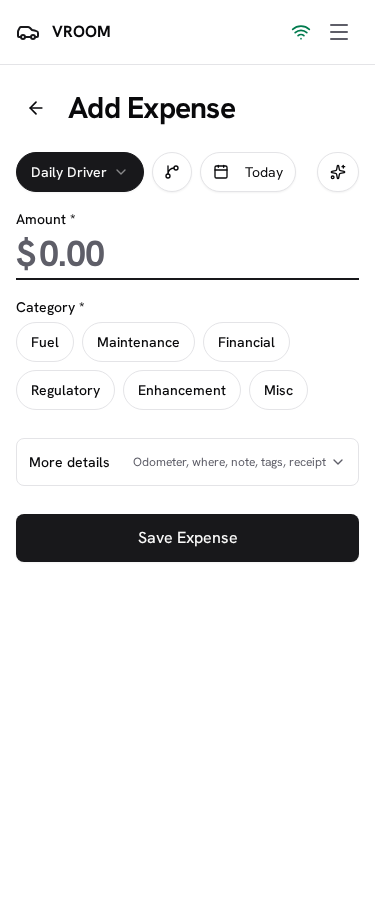 VROOM
Add Expense
Daily Driver
Today
Amount *
$ 0.00
Category *
Fuel Maintenance Financial
Regulatory Enhancement Misc
More details Odometer, where, note, tags, receipt
Save Expense